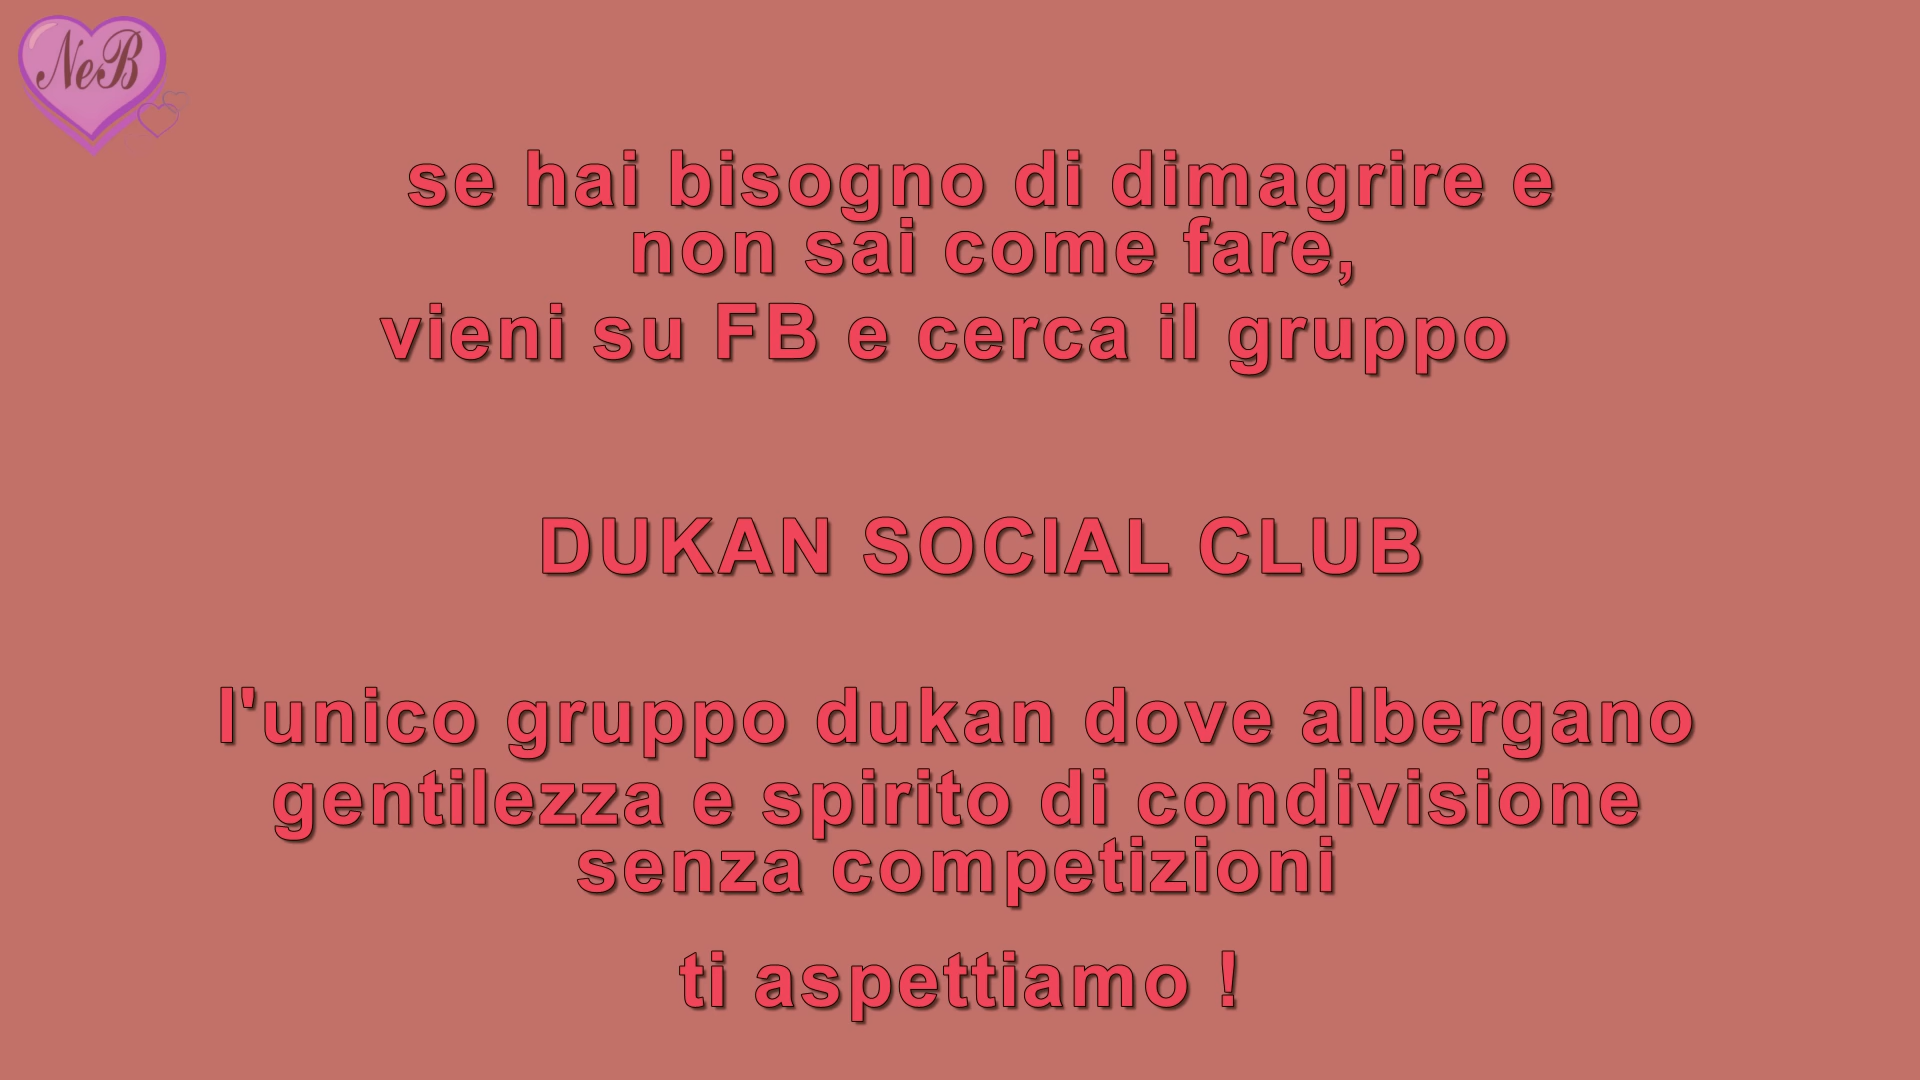 NeB
se hai bisogno di dimagrire e
non sai come fare,
vieni su FB e cerca il gruppo
DUKAN SOCIAL CLUB
l'unico gruppo dukan dove albergano
gentilezza e spirito di condivisione
senza competizioni
ti aspettiamo !